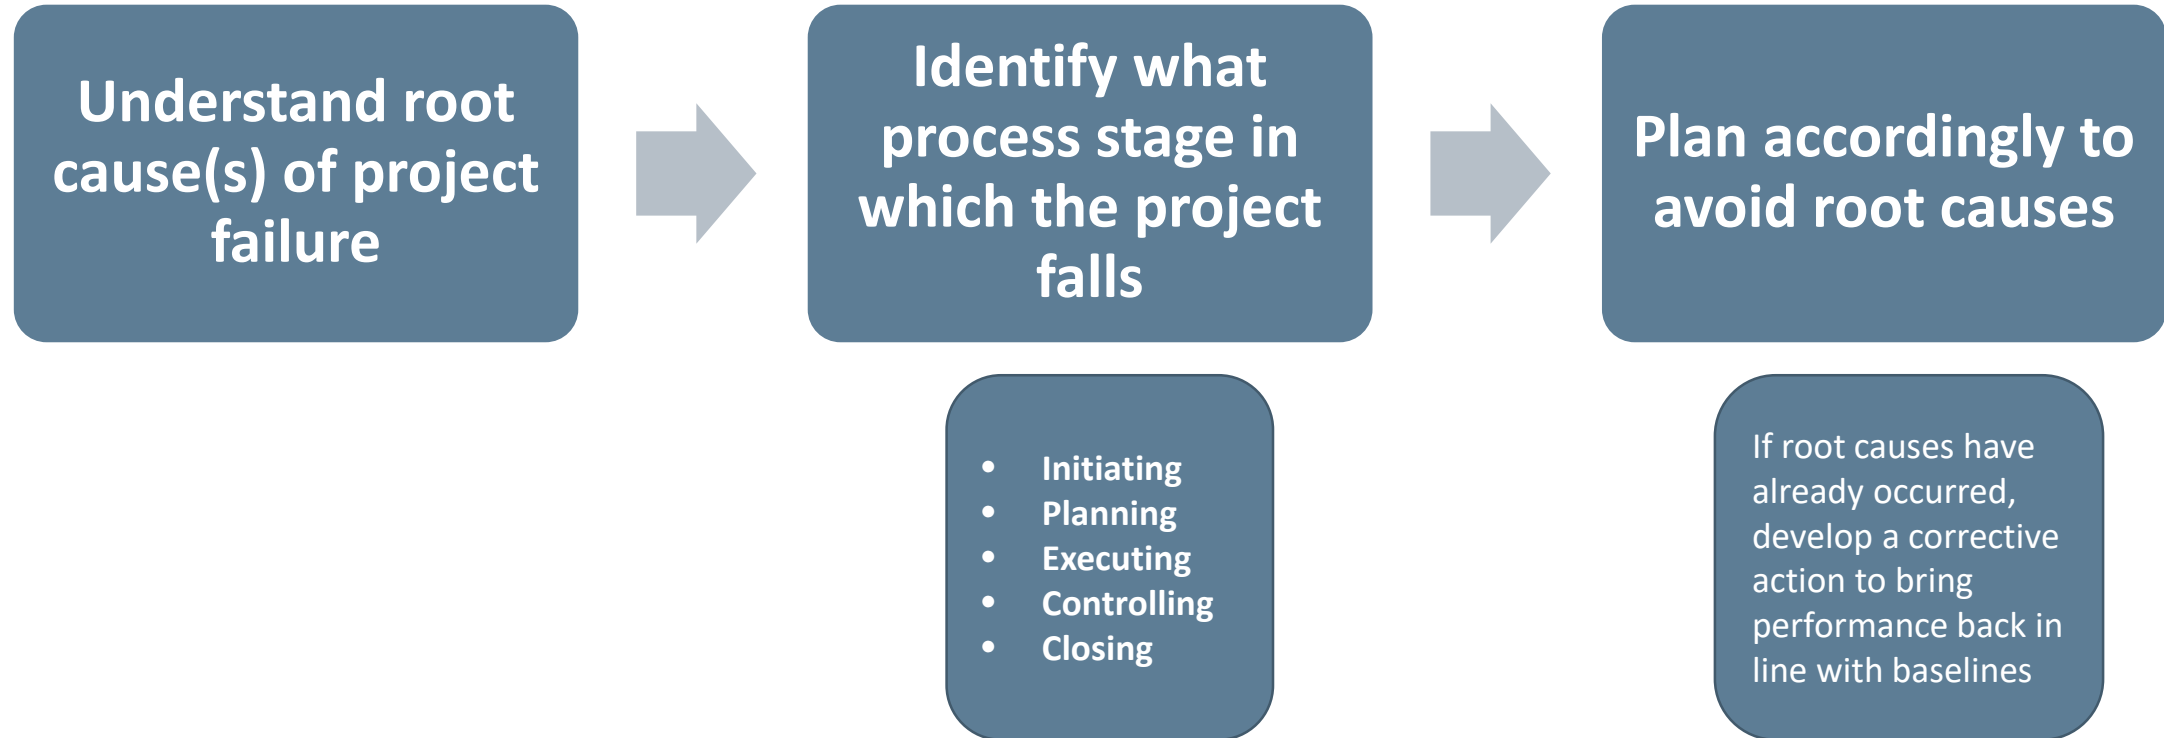 Understand root
cause(s) of project
failure
Identify what
process stage in
which the project
falls
Plan accordingly to
avoid root causes
• Initiating
• Planning
• Executing
• Controlling
• Closing
If root causes have
already occurred,
develop a corrective
action to bring
performance back in
line with baselines